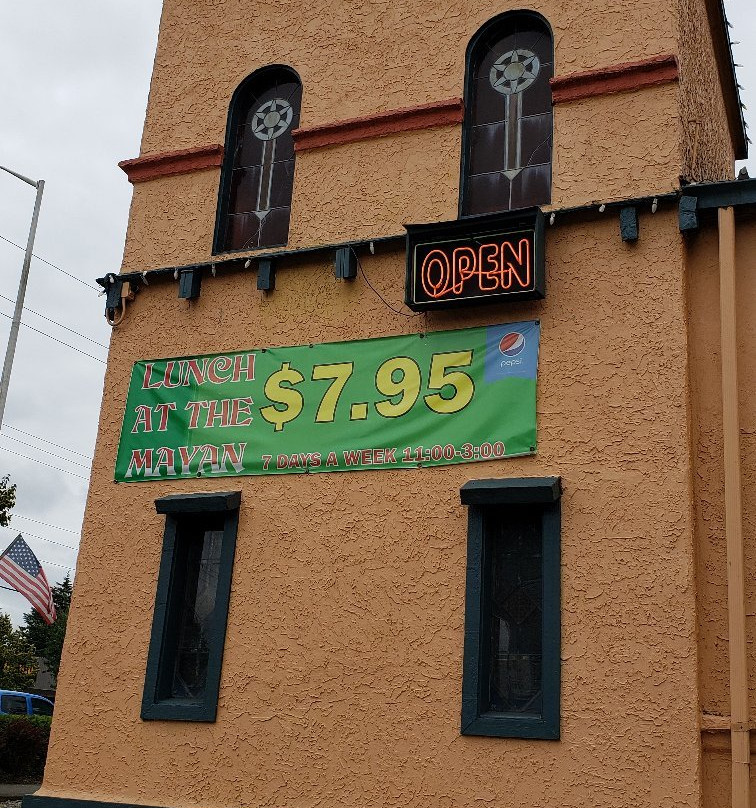 OPEN
LUNCH
AT THE
MAYAN
$7.95
pepsi
7 DAYS A WEEK 11:00-3:00